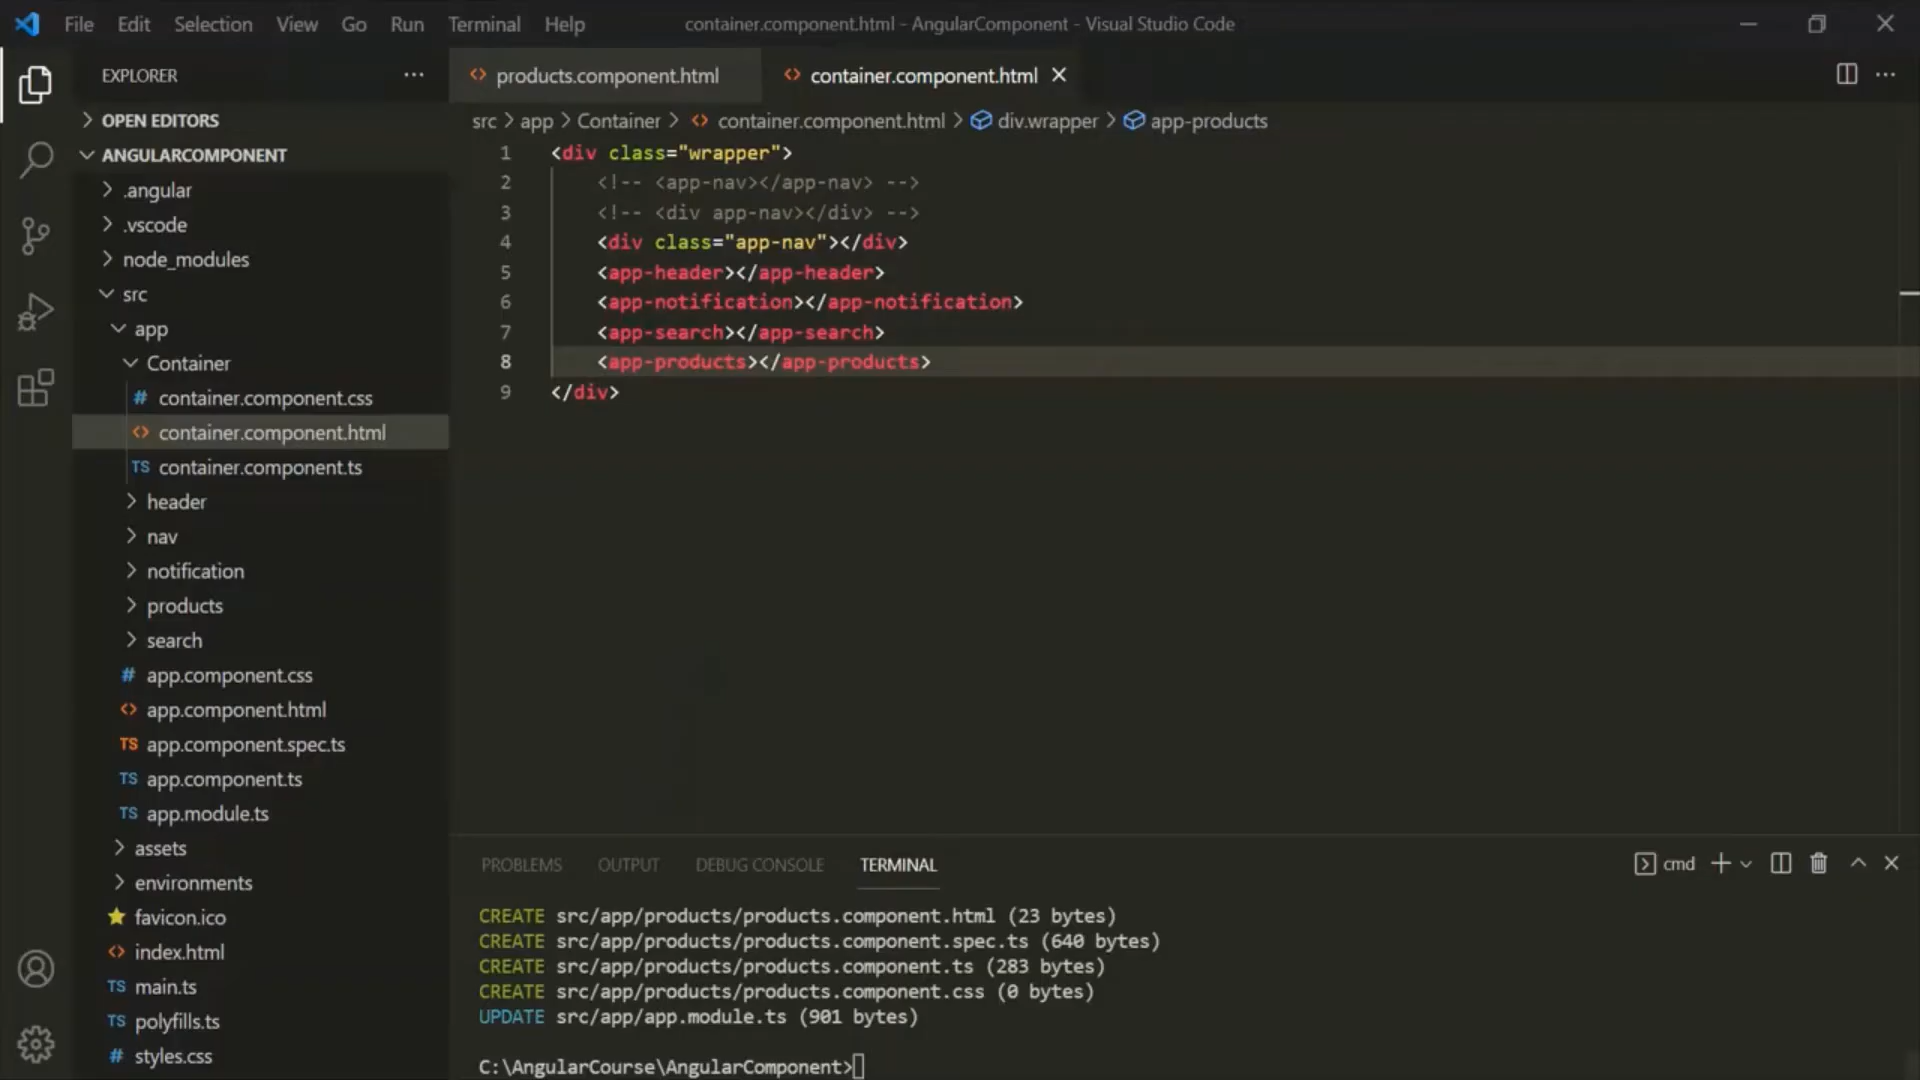 File Edit Selection View Go Run Terminal Help
container.component.html - AngularComponent - Visual Studio Code
EXPLORER
OPEN EDITORS
ANGULARCOMPONENT
.angular
.vscode
node_modules
src
app
Container
# container.component.css
<> container.component.html
TS container.component.ts
header
nav
notification
products
search
# app.component.css
<> app.component.html
TS app.component.spec.ts
TS app.component.ts
TS app.module.ts
assets
environments
favicon.ico
<> index.html
TS main.ts
TS polyfills.ts
# styles.css
<> products.component.html
<> container.component.html
src > app > Container > <> container.component.html > div.wrapper > app-products
1 <div class="wrapper">
2 <!-- <app-nav></app-nav> -->
3 <!-- <div app-nav></div> -->
4 <div class="app-nav"></div>
5 <app-header></app-header>
6 <app-notification></app-notification>
7 <app-search></app-search>
8 <app-products></app-products>
9 </div>
PROBLEMS OUTPUT DEBUG CONSOLE TERMINAL
cmd
CREATE src/app/products/products.component.html (23 bytes)
CREATE src/app/products/products.component.spec.ts (640 bytes)
CREATE src/app/products/products.component.ts (283 bytes)
CREATE src/app/products/products.component.css (0 bytes)
UPDATE src/app/app.module.ts (901 bytes)
C:\AngularCourse\AngularComponent>